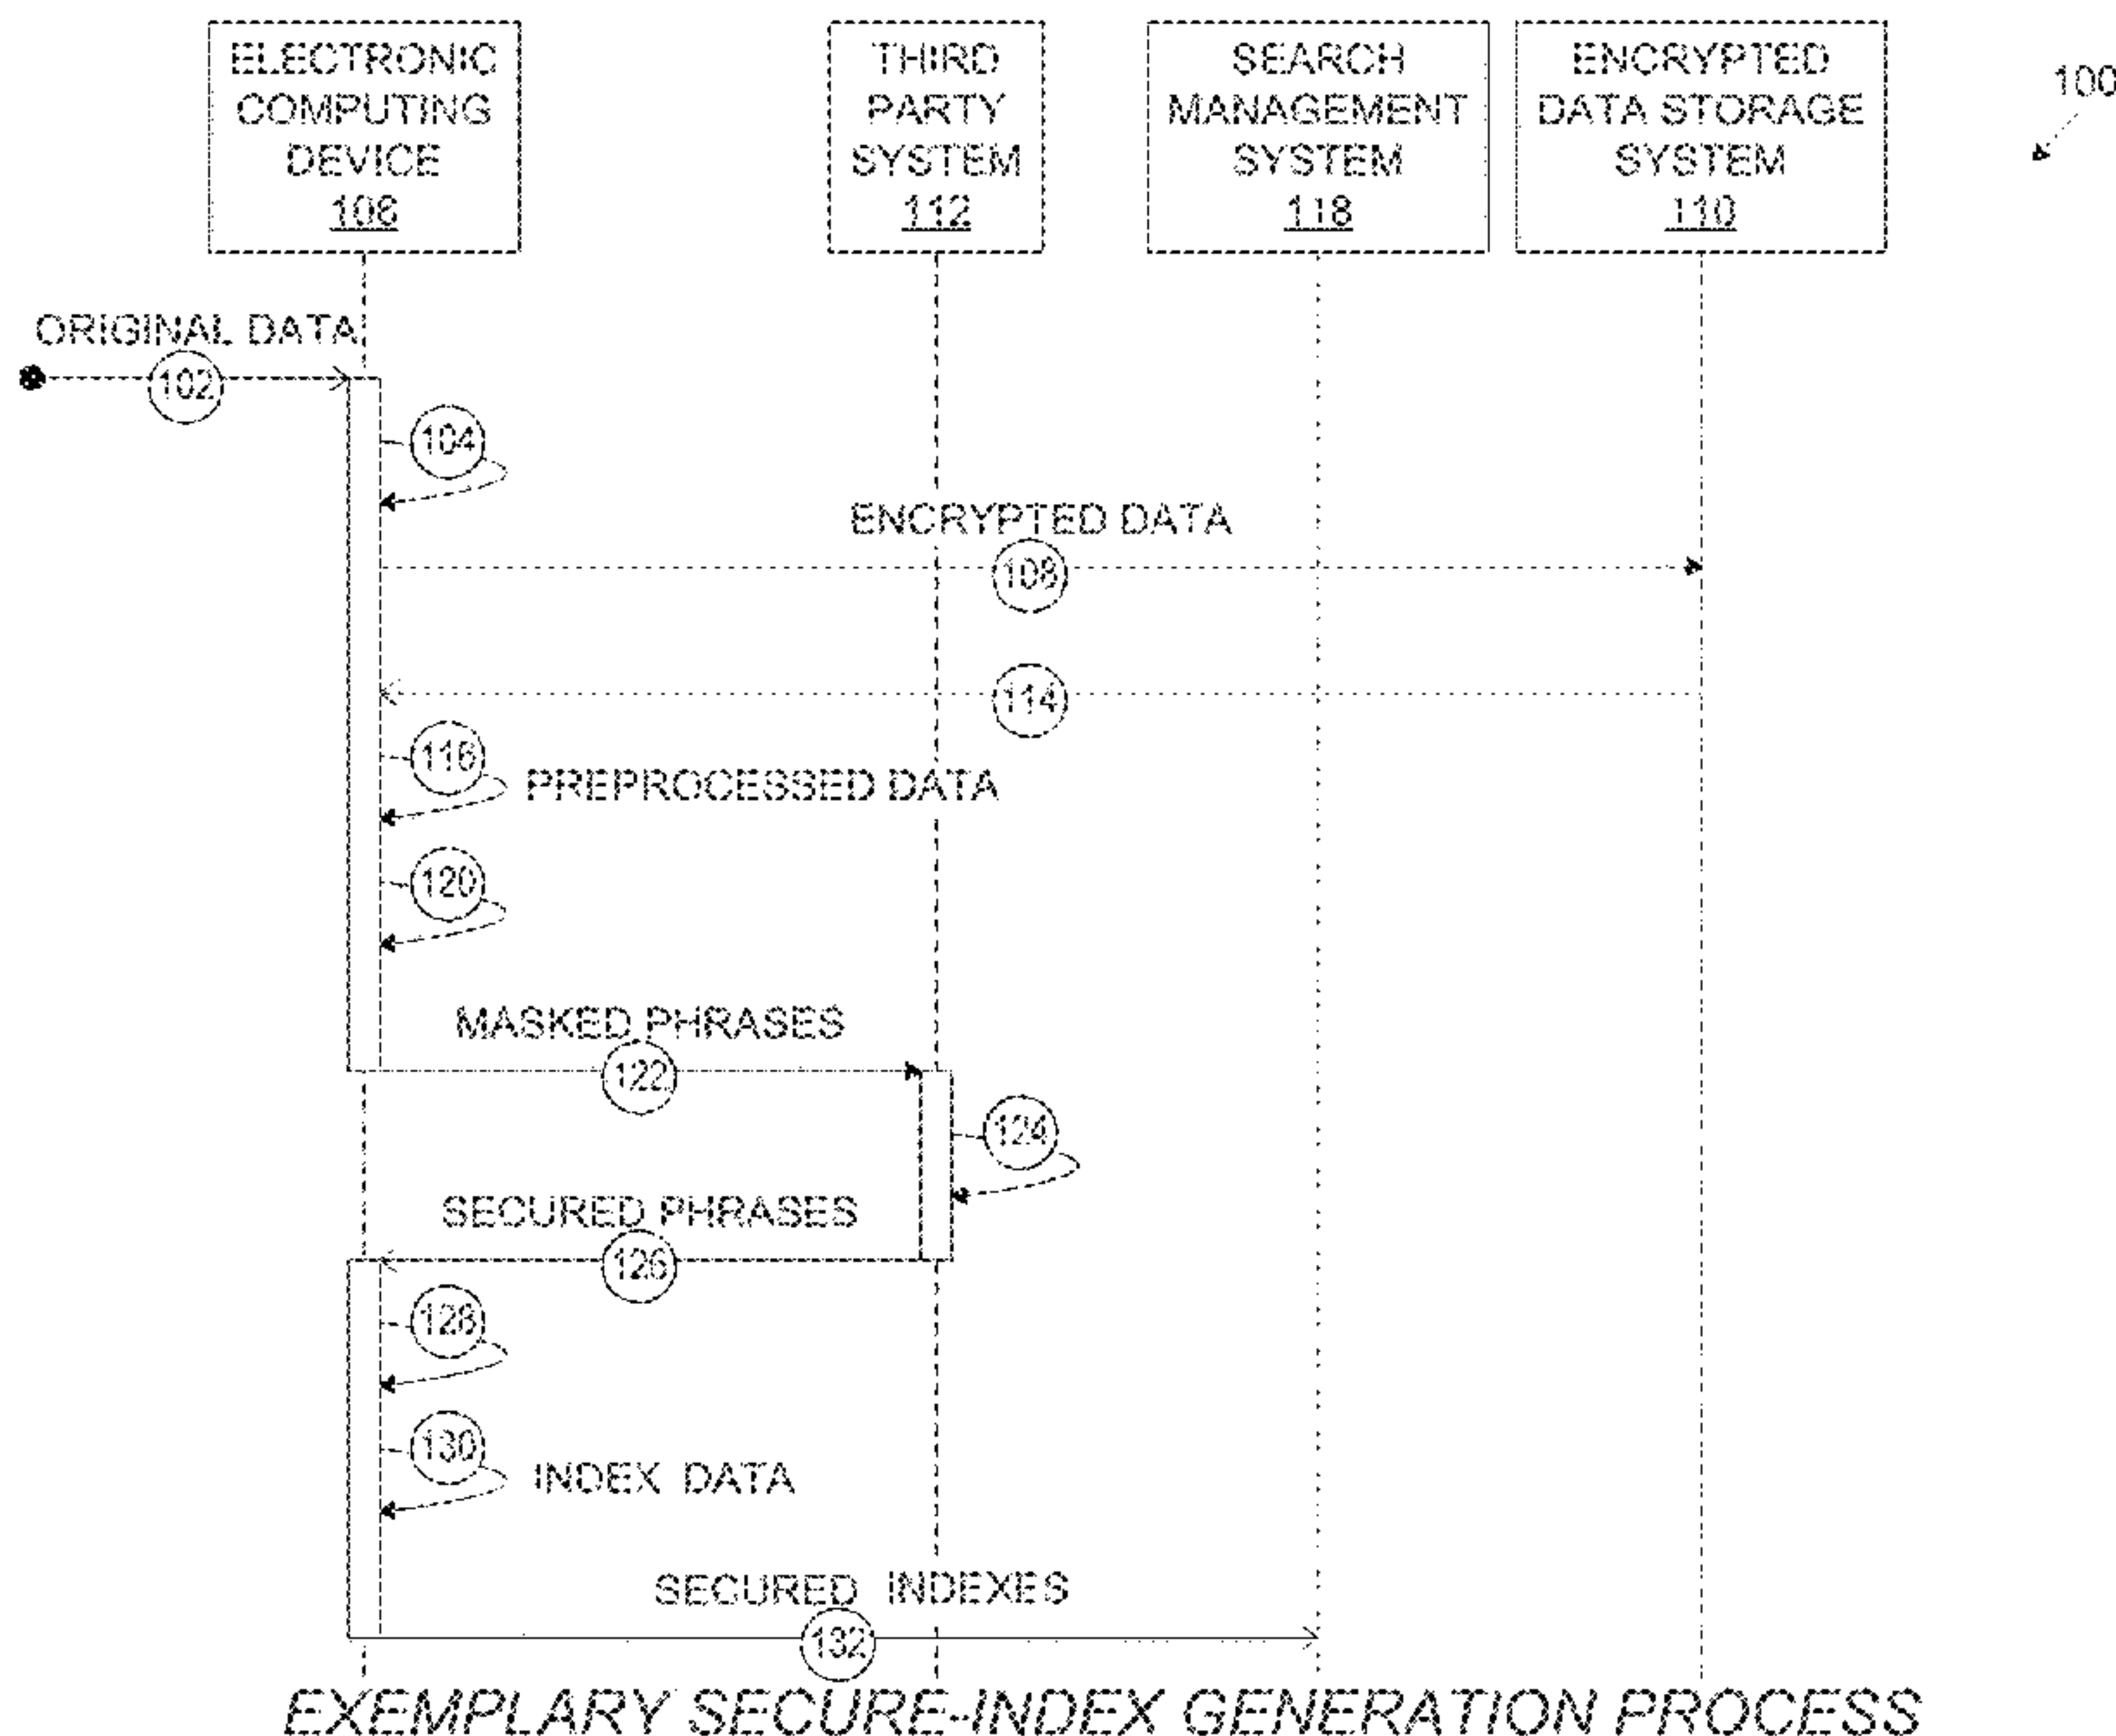 ELECTRONIC
COMPUTING
DEVICE
106
THIRD
PARTY
SYSTEM
112
SEARCH
MANAGEMENT
SYSTEM
118
ENCRYPTED
DATA STORAGE
SYSTEM
110
100
ORIGINAL DATA
102
104
ENCRYPTED DATA
108
114
116
PREPROCESSED DATA
120
MASKED PHRASES
122
124
SECURED PHRASES
126
128
130
INDEX DATA
SECURED INDEXES
132
EXEMPLARY SECURE-INDEX GENERATION PROCESS